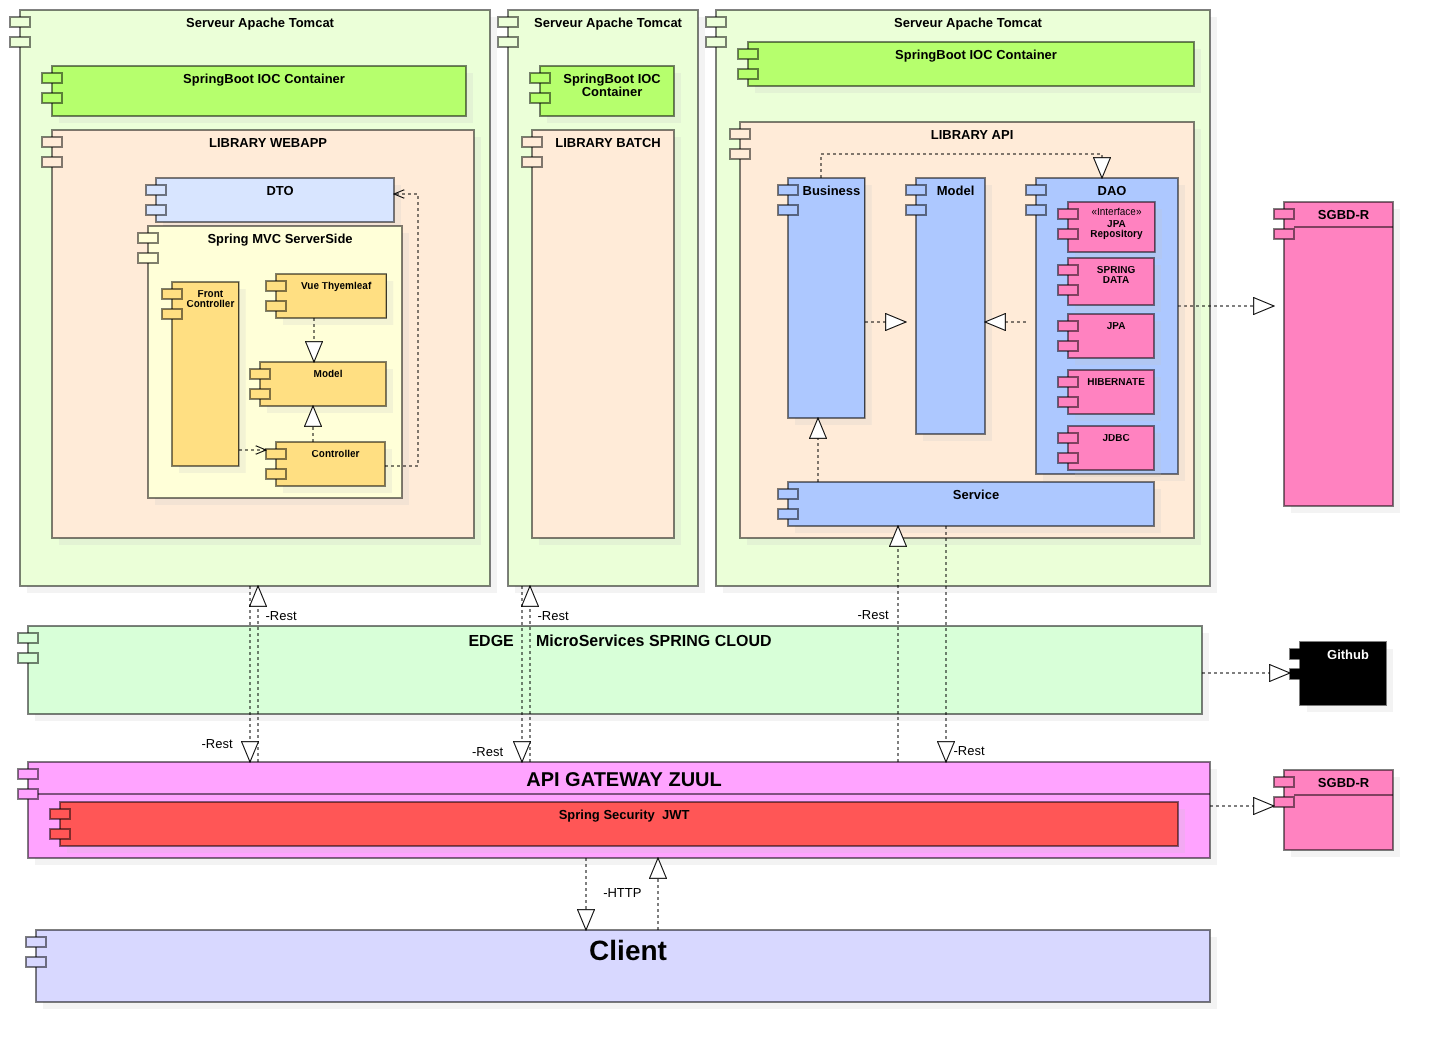 Serveur Apache Tomcat
SpringBoot IOC Container
LIBRARY WEBAPP
DTO
Spring MVC ServerSide
Front
Controller
Vue Thyemleaf
Model
Controller
Serveur Apache Tomcat
SpringBoot IOC
Container
LIBRARY BATCH
Serveur Apache Tomcat
SpringBoot IOC Container
LIBRARY API
Business
Model
DAO
«Interface»
JPA
Repository
SPRING
DATA
JPA
HIBERNATE
JDBC
Service
SGBD-R
-Rest
-Rest
-Rest
EDGE MicroServices SPRING CLOUD
Github
-Rest
-Rest
-Rest
API GATEWAY ZUUL
Spring Security JWT
SGBD-R
-HTTP
Client